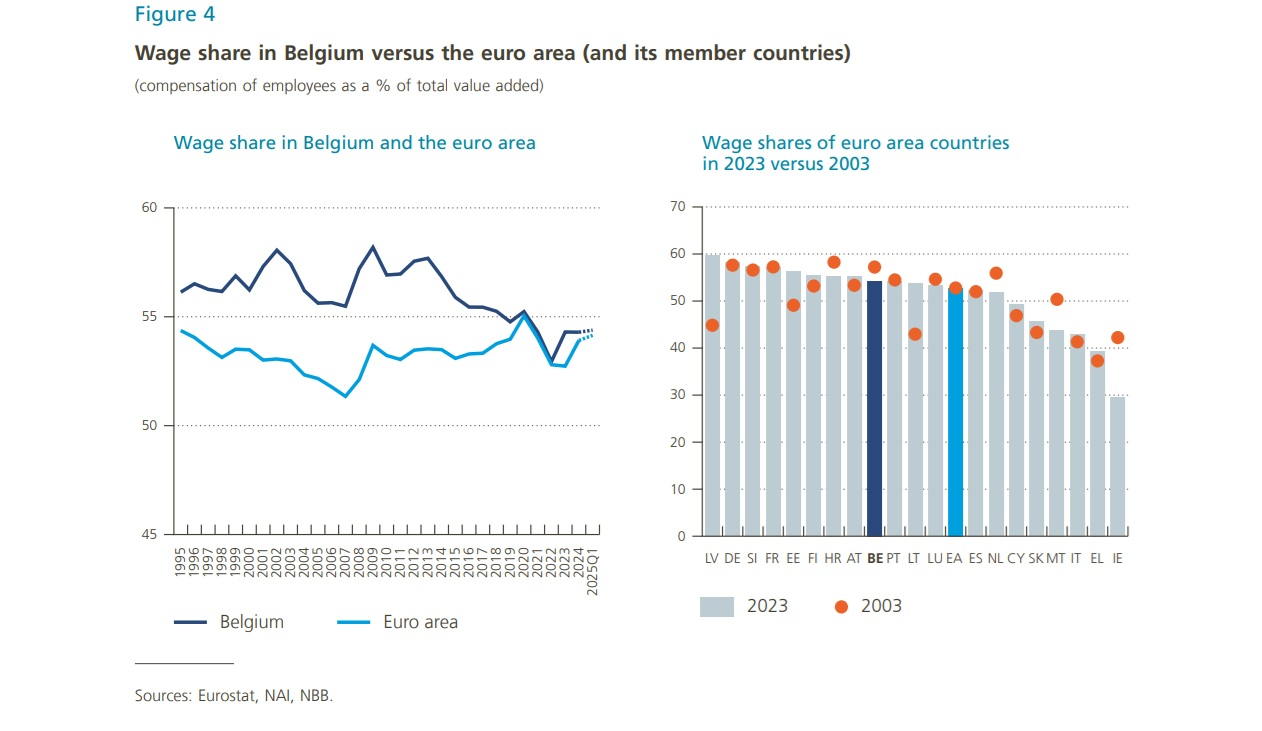 Figure 4
Wage share in Belgium versus the euro area (and its member countries)
(compensation of employees as a % of total value added)
Wage share in Belgium and the euro area
60
55
50
45
1995 1996 1997 1998 1999 2000 2001 2002 2003 2004 2005 2006 2007 2008 2009 2010 2011 2012 2013 2014 2015 2016 2017 2018 2019 2020 2021 2022 2023 2024 2025Q1
Belgium Euro area
Wage shares of euro area countries
in 2023 versus 2003
70
60
50
40
30
20
10
0
LV DE SI FR EE FI HR AT BE PT LT LU EA ES NL CY SK MT IT EL IE
2023 2003
Sources: Eurostat, NAI, NBB.